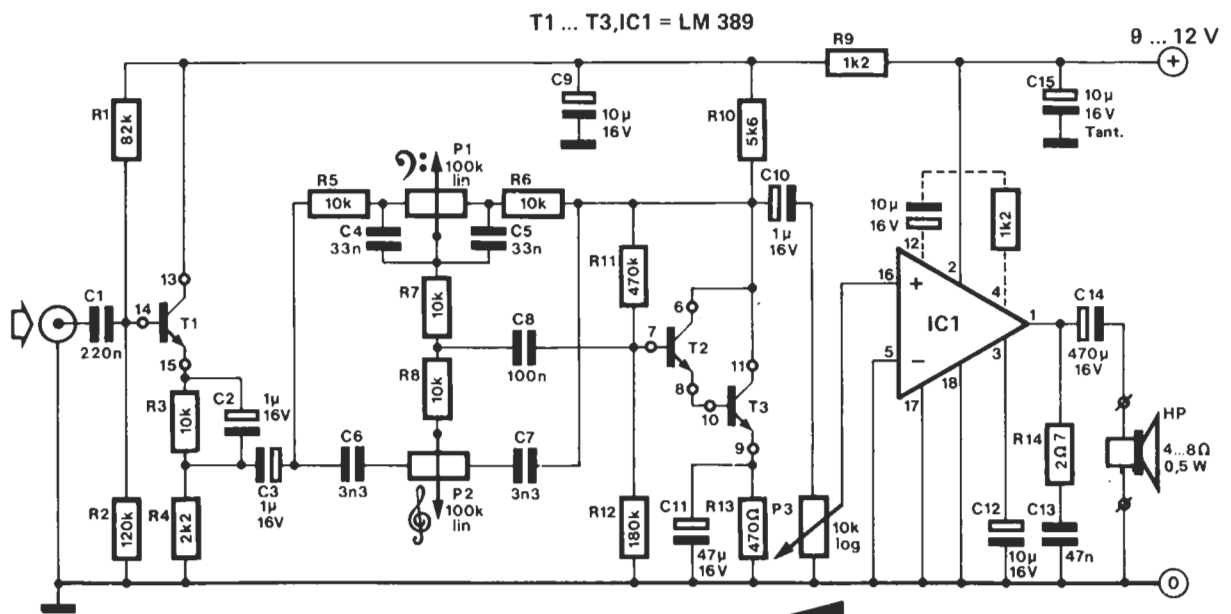 T1 ... T3,IC1 = LM 389
9 ... 12 V
+
R9
1k2
C9
10µ
16V
C15
10µ
16V
Tant.
R1
82k
R10
5k6
P1
100k
lin
R5
10k
R6
10k
C4
33n
C5
33n
C10
1µ
16V
10µ
16V
1k2
12
2
4
16
+
IC1
1
5
−
3
18
17
C14
470µ
16V
R11
470k
R7
10k
13
C1
220n
14
T1
15
C8
100n
6
7
T2
8
11
10
T3
9
R8
10k
R3
10k
C2
1µ
16V
C3
1µ
16V
C6
3n3
C7
3n3
P2
100k
lin
R2
120k
R4
2k2
R12
180k
C11
47µ
16V
R13
470Ω
P3
10k
log
HP
4...8Ω
0,5 W
R14
2Ω7
C12
10µ
16V
C13
47n
0